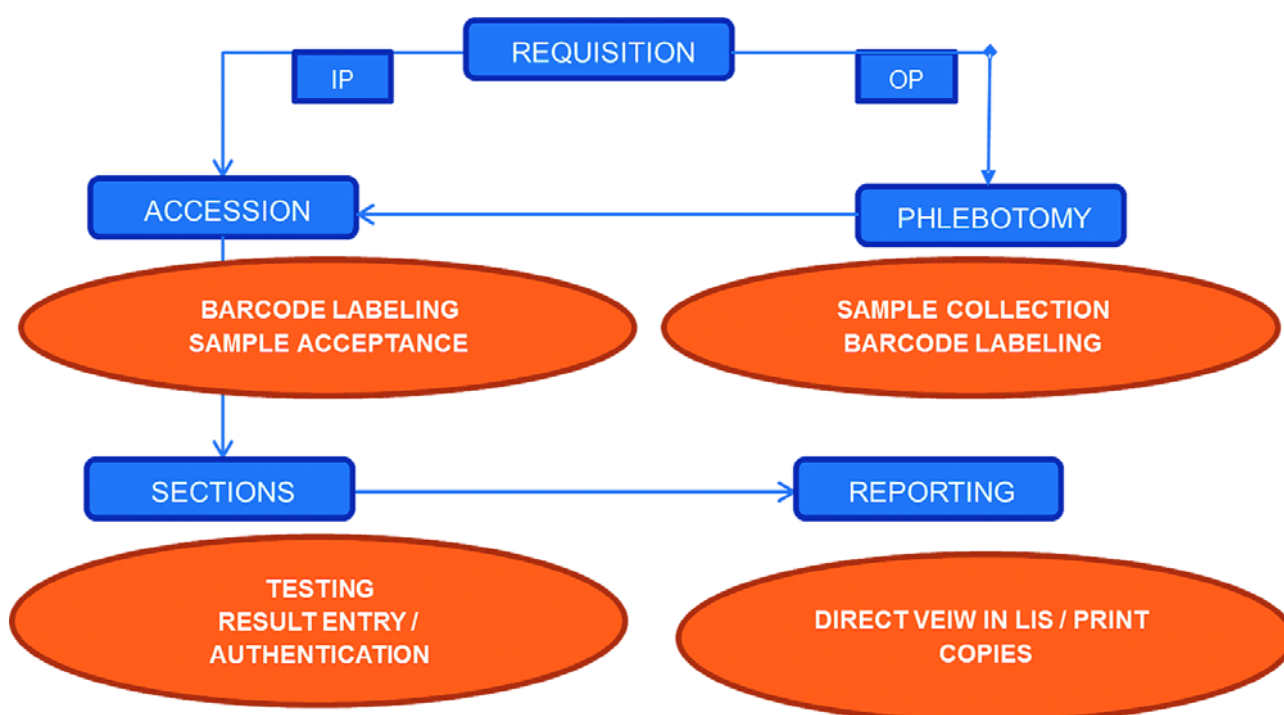 REQUISITION
IP
OP
ACCESSION
PHLEBOTOMY
BARCODE LABELING
SAMPLE ACCEPTANCE
SAMPLE COLLECTION
BARCODE LABELING
SECTIONS
REPORTING
TESTING
RESULT ENTRY /
AUTHENTICATION
DIRECT VEIW IN LIS / PRINT
COPIES